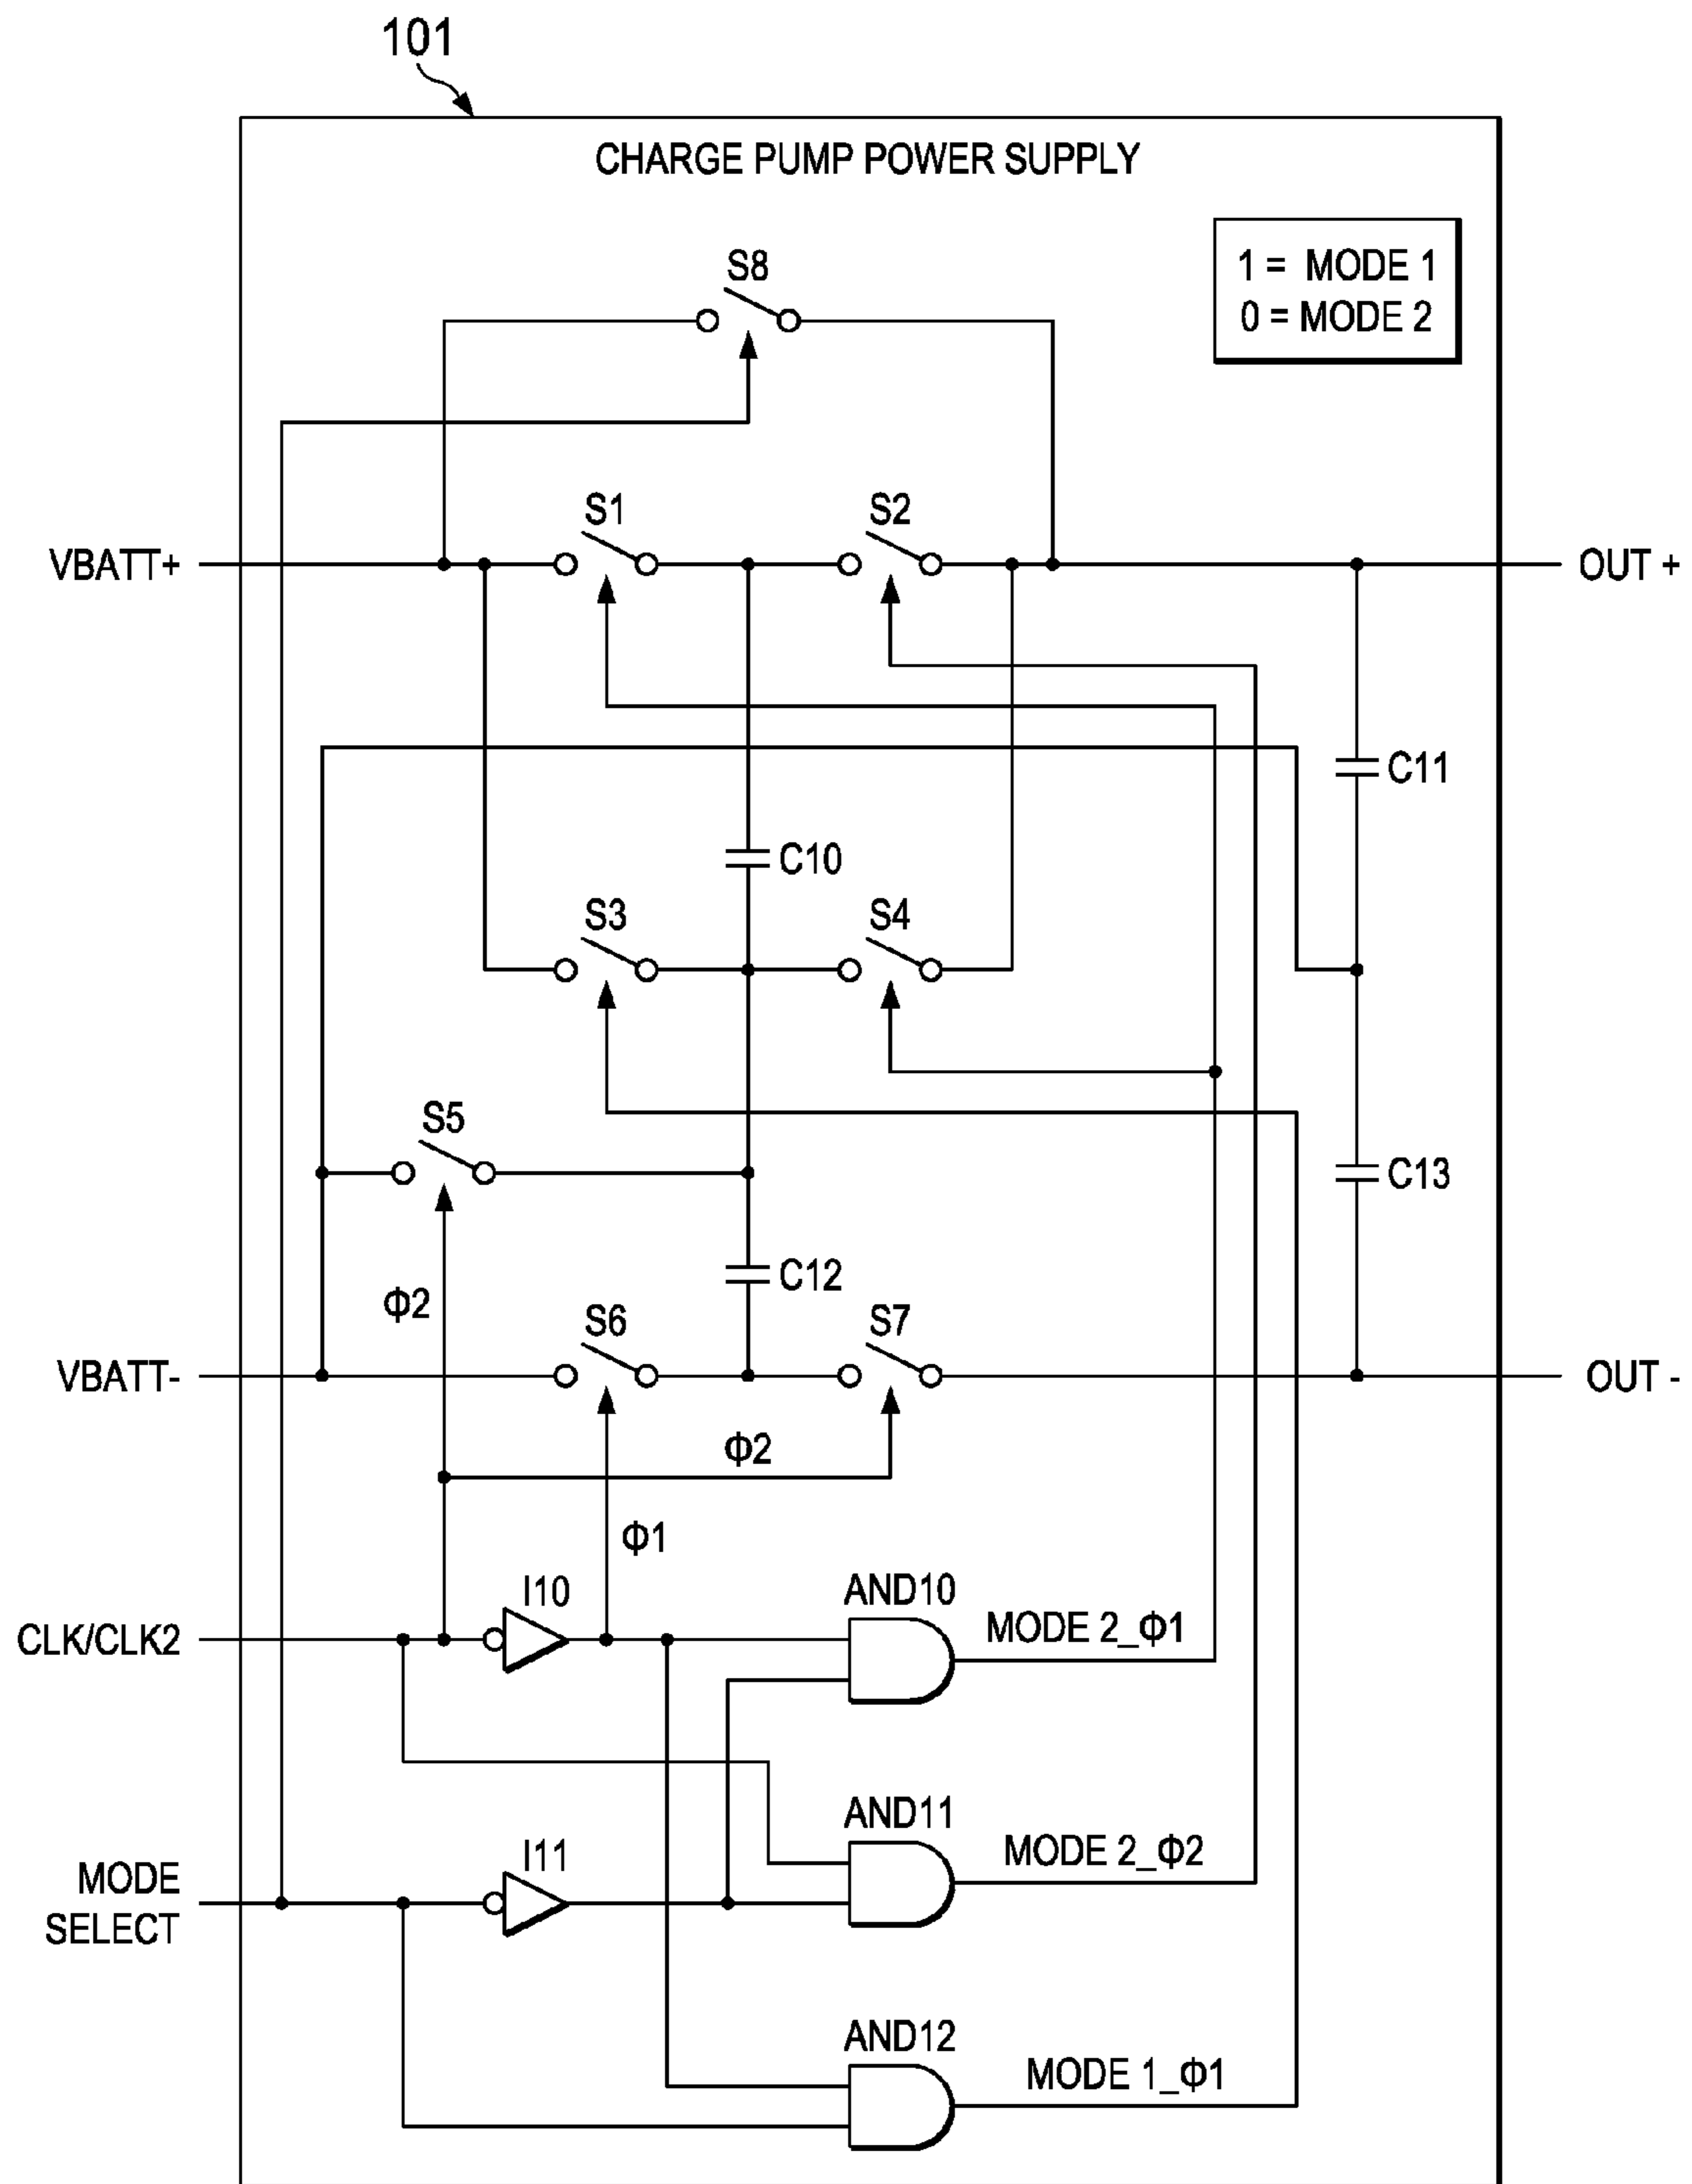 101
CHARGE PUMP POWER SUPPLY
1 = MODE 1
0 = MODE 2
S8
S1
S2
VBATT+
OUT +
C11
C10
S3
S4
S5
C13
C12
Φ2
S6
S7
VBATT-
OUT -
Φ2
Φ1
I10
AND10
CLK/CLK2
MODE 2_Φ1
AND11
I11
MODE 2_Φ2
MODE
SELECT
AND12
MODE 1_Φ1